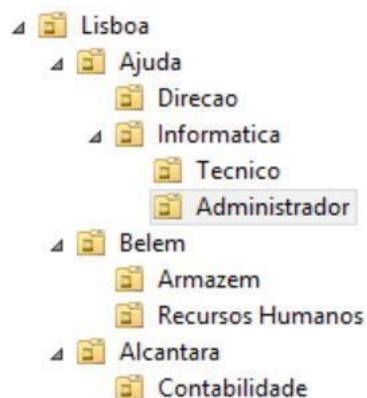 Lisboa
Ajuda
Direcao
Informatica
Tecnico
Administrador
Belem
Armazem
Recursos Humanos
Alcantara
Contabilidade